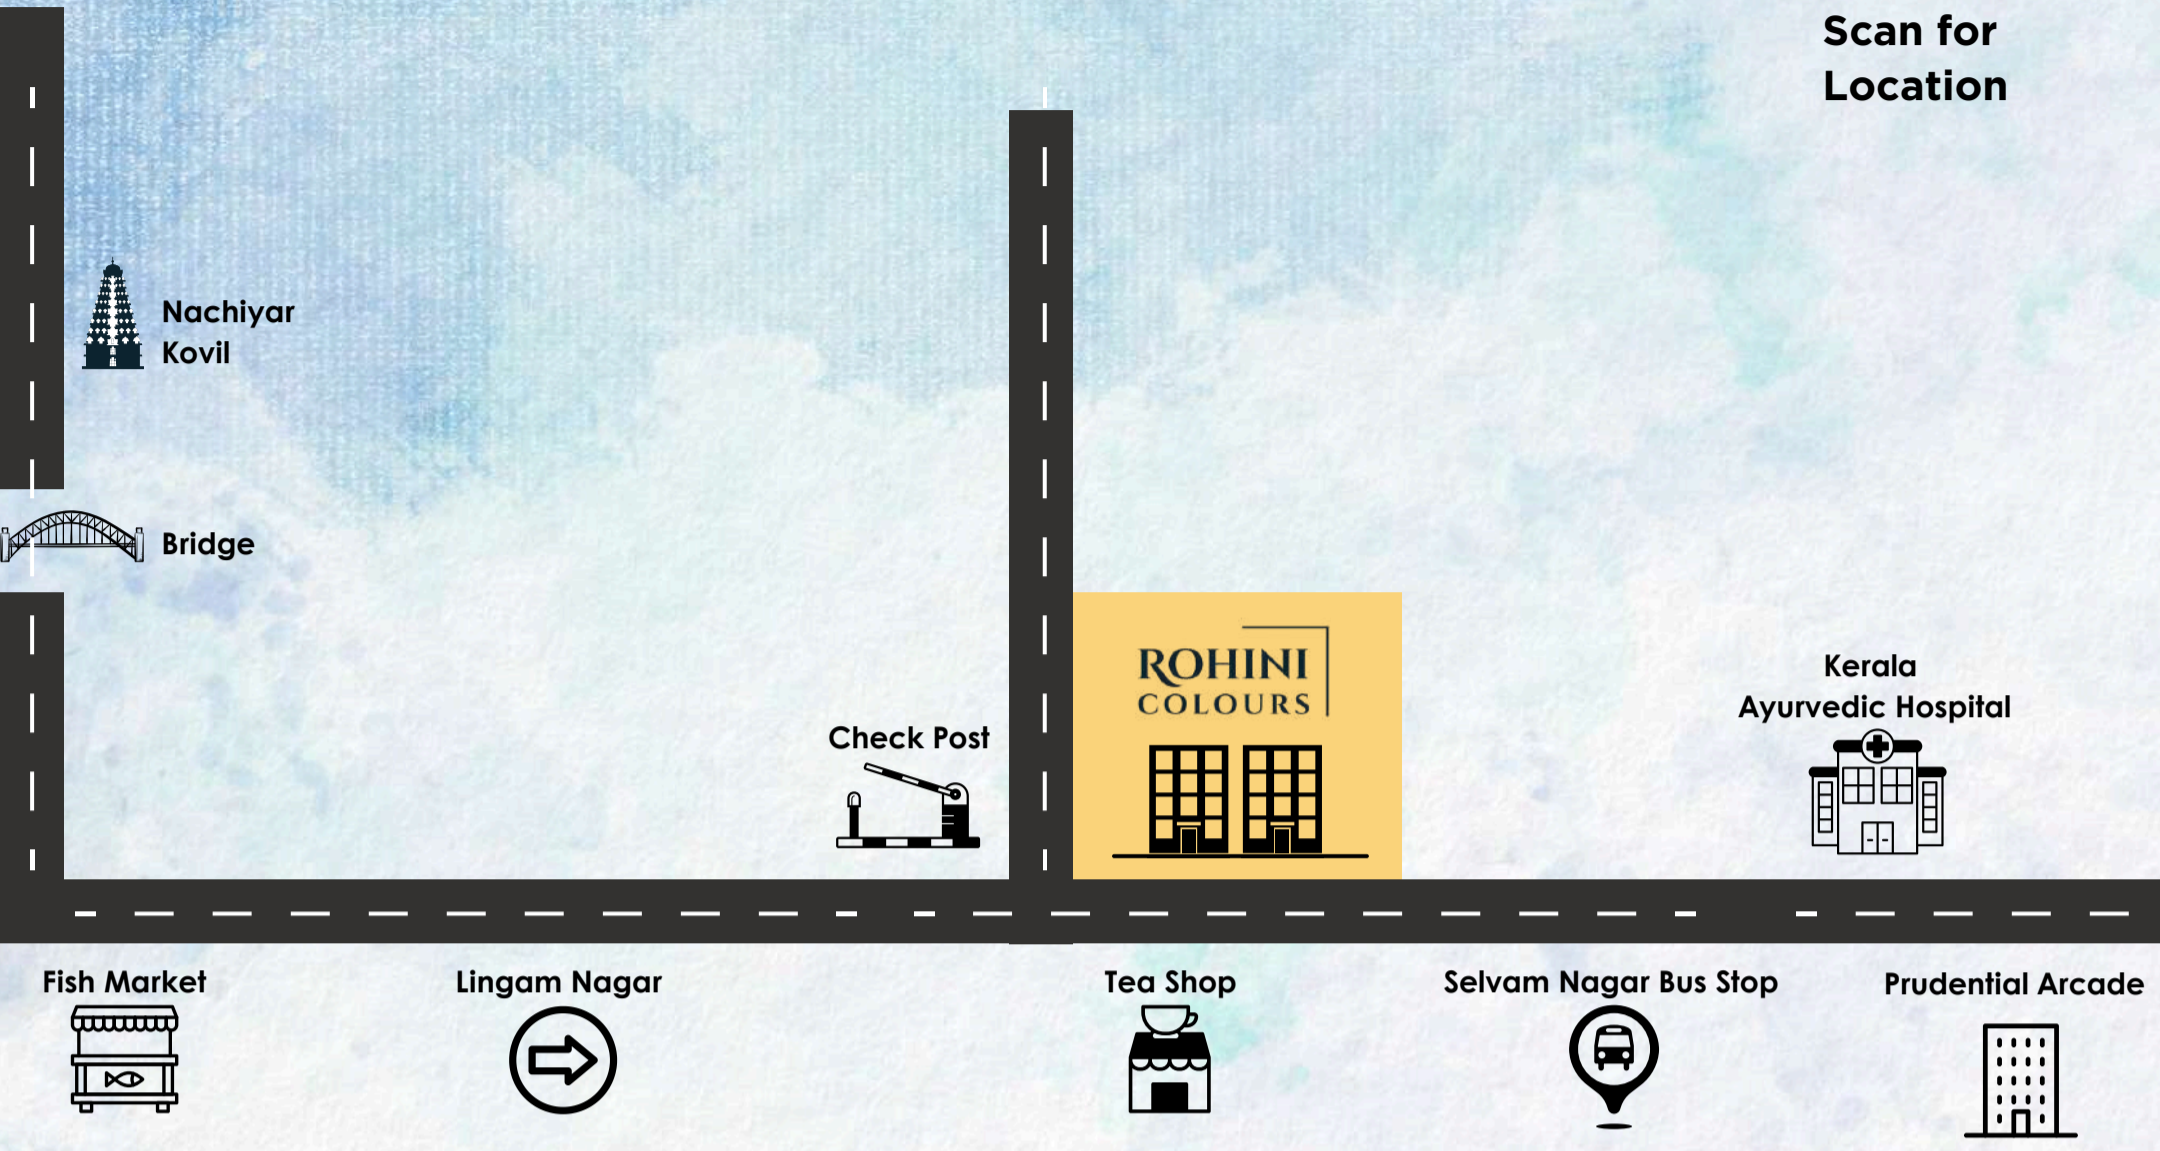 Scan for
Location
Nachiyar
Kovil
Bridge
ROHINI
COLOURS
Kerala
Ayurvedic Hospital
Check Post
Fish Market
Lingam Nagar
Tea Shop
Selvam Nagar Bus Stop
Prudential Arcade